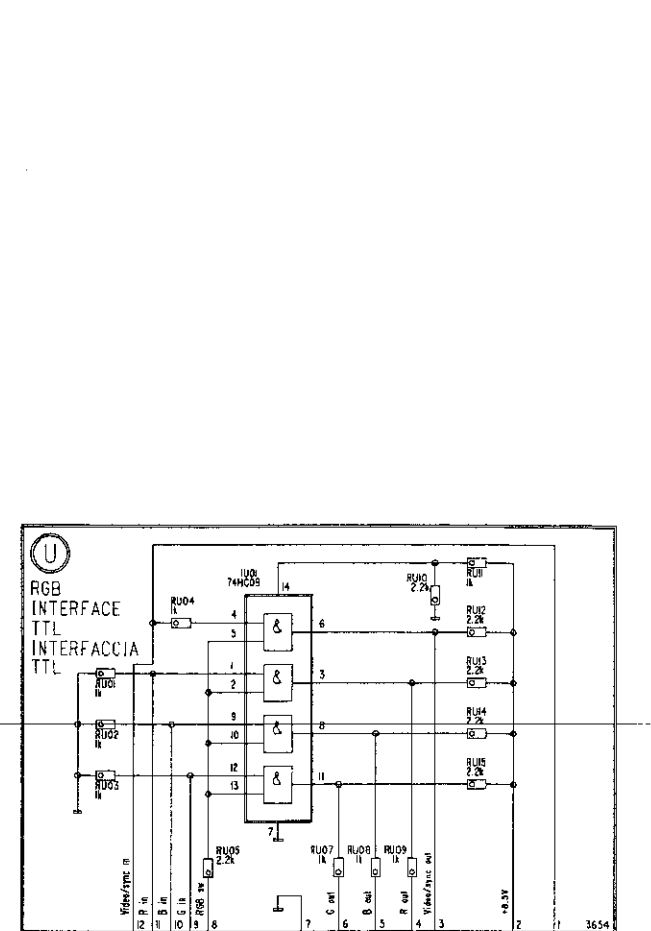 U
RGB
INTERFACE
TTL
INTERFACCIA
TTL
IU01
74HC09
14
RU04
1k
4
5
6
&
RU10
2.2k
RU11
1k
RU12
2.2k
1
2
3
&
RU13
2.2k
RU01
1k
9
10
8
&
RU14
2.2k
RU02
1k
12
13
11
&
RU15
2.2k
RU03
1k
7
RU05
2.2k
RU07
1k
RU08
1k
RU09
1k
Video/sync in
R in
B in
G in
RGB sw
G out
B out
R out
Video/sync out
+8.5V
12
11
10
9
8
7
6
5
4
3
2
1
3654